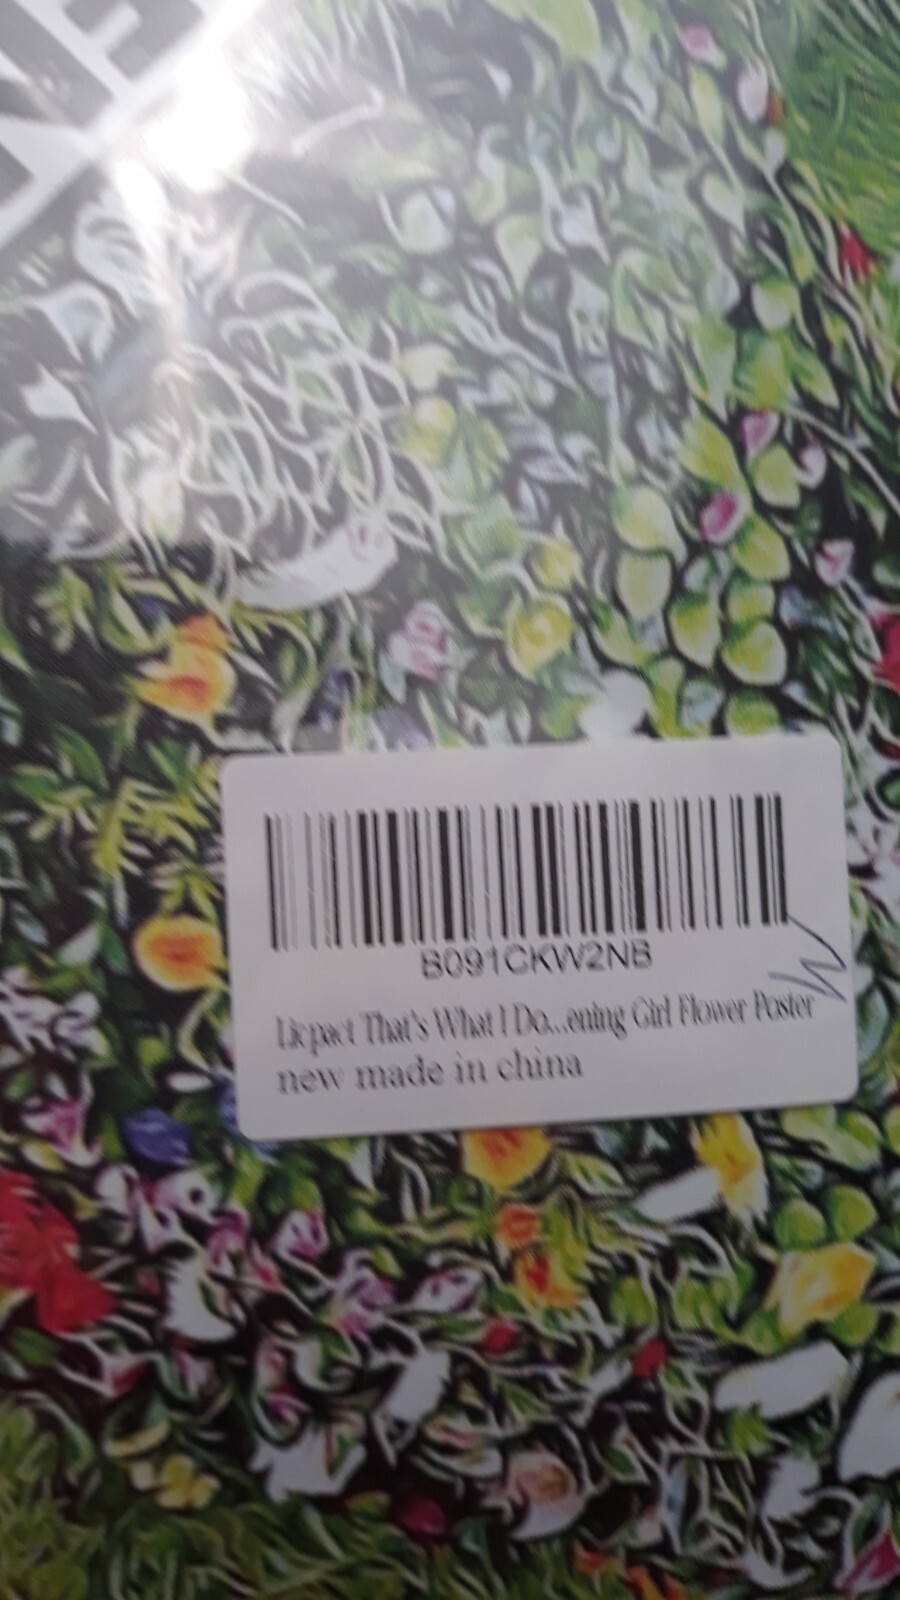 B091CKW2NB
Licpact That's What I Do...ening Girl Flower Poster
new made in china